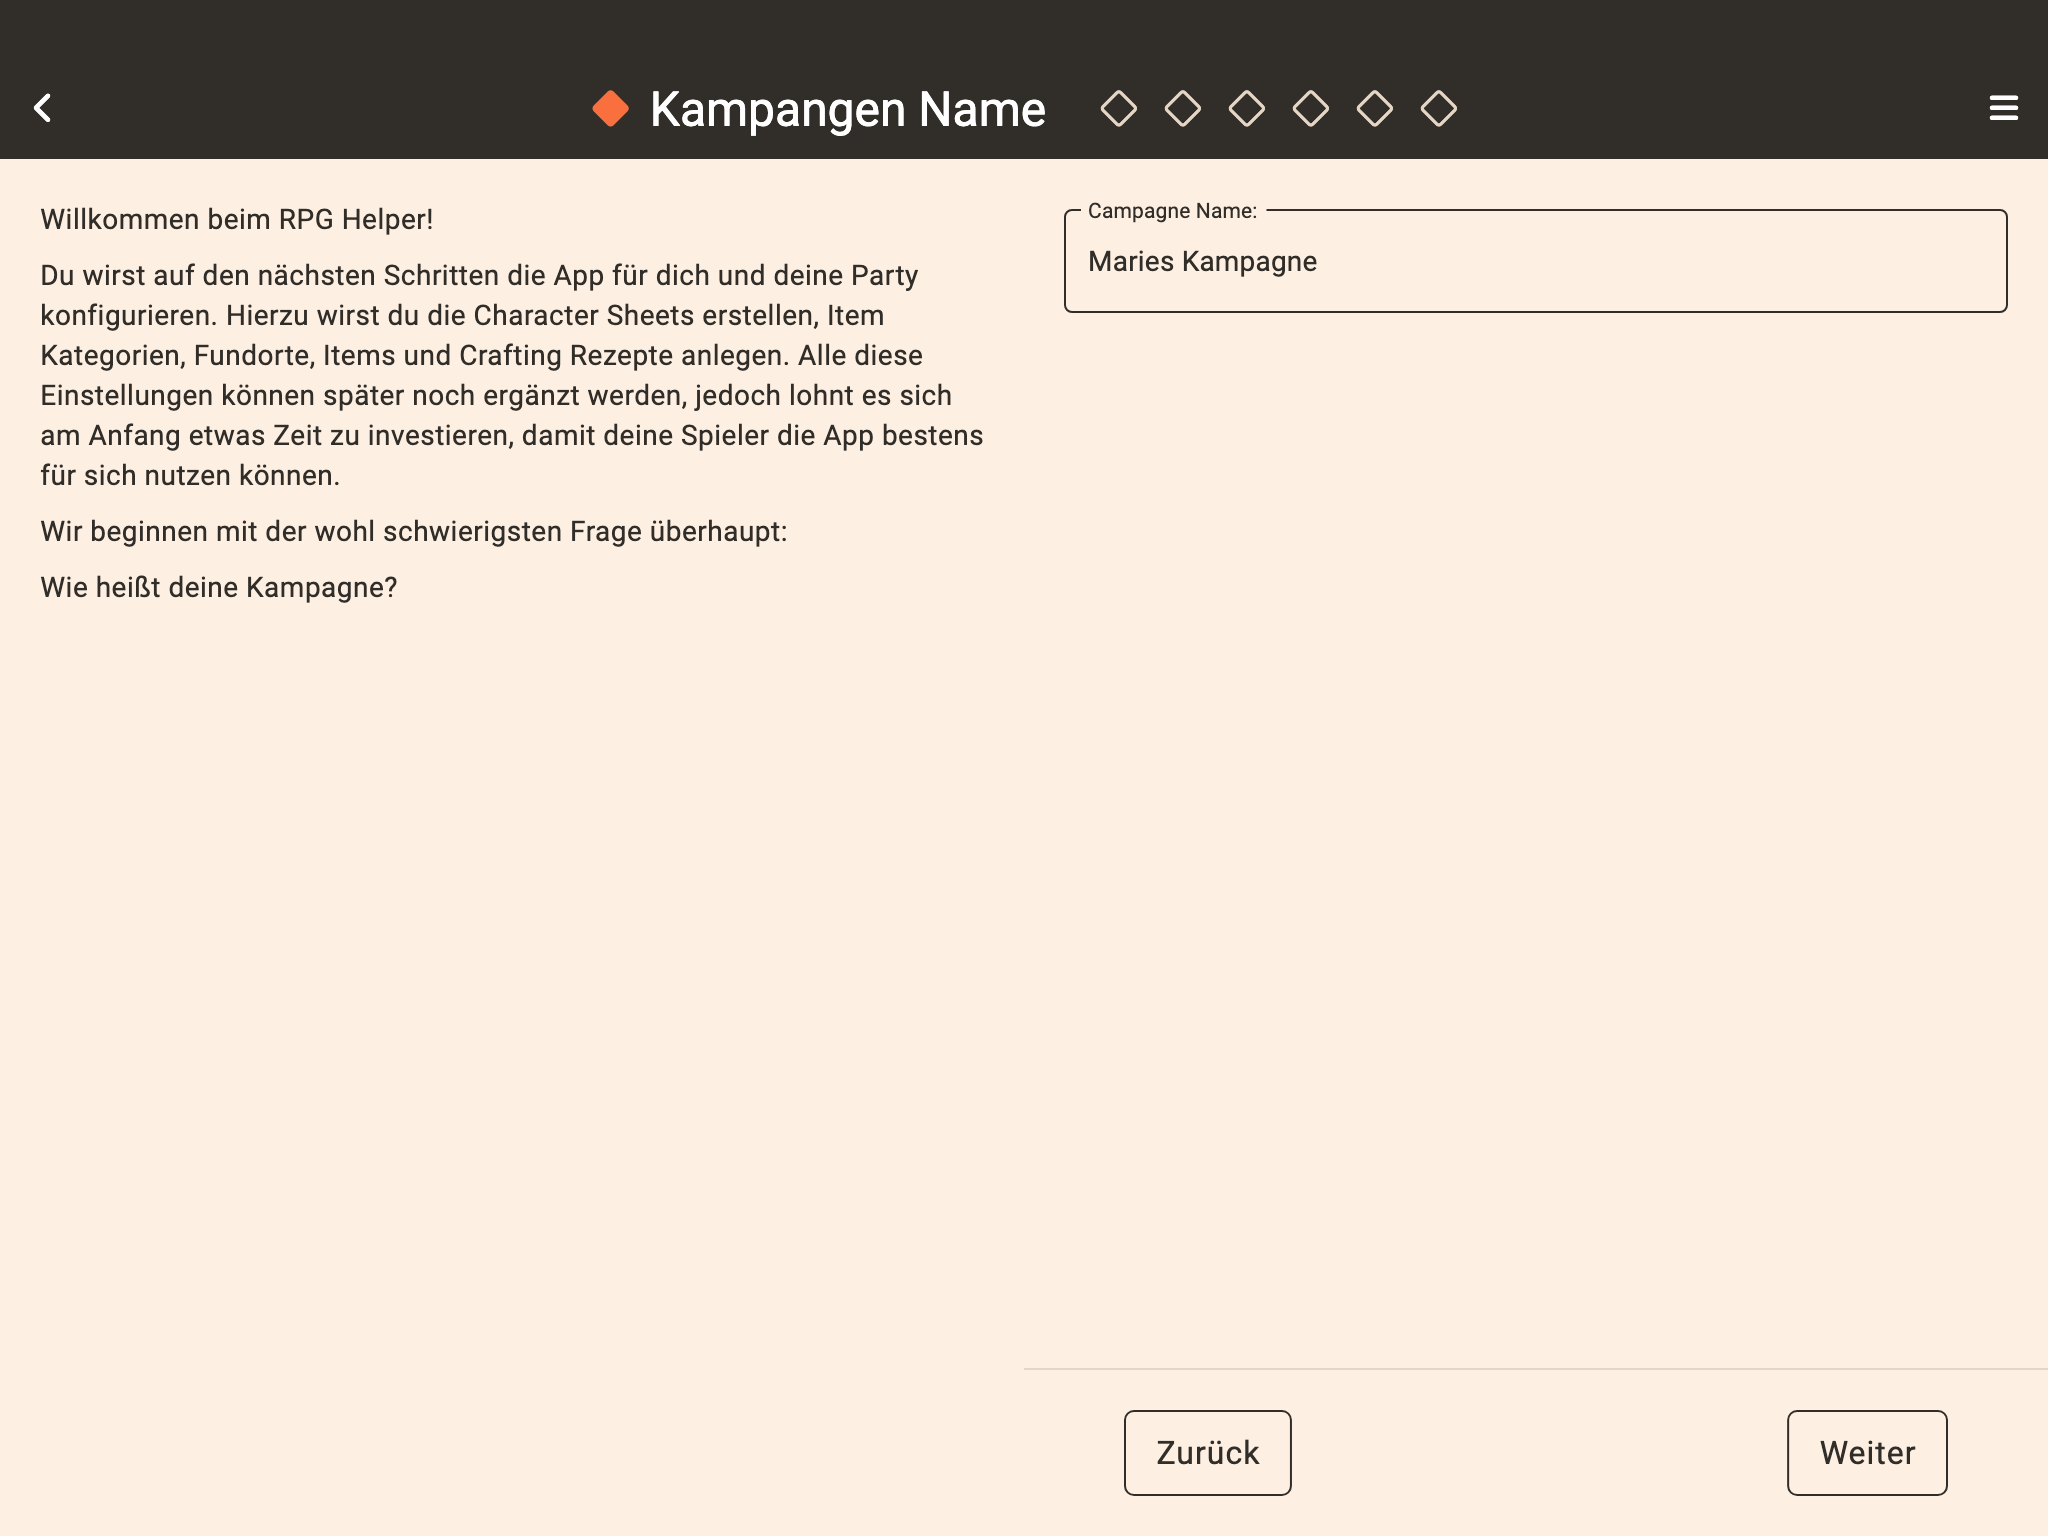 Kampangen Name
Willkommen beim RPG Helper!
Du wirst auf den nächsten Schritten die App für dich und deine Party
konfigurieren. Hierzu wirst du die Character Sheets erstellen, Item
Kategorien, Fundorte, Items und Crafting Rezepte anlegen. Alle diese
Einstellungen können später noch ergänzt werden, jedoch lohnt es sich
am Anfang etwas Zeit zu investieren, damit deine Spieler die App bestens
für sich nutzen können.
Wir beginnen mit der wohl schwierigsten Frage überhaupt:
Wie heißt deine Kampagne?
Campagne Name:
Maries Kampagne
Zurück
Weiter